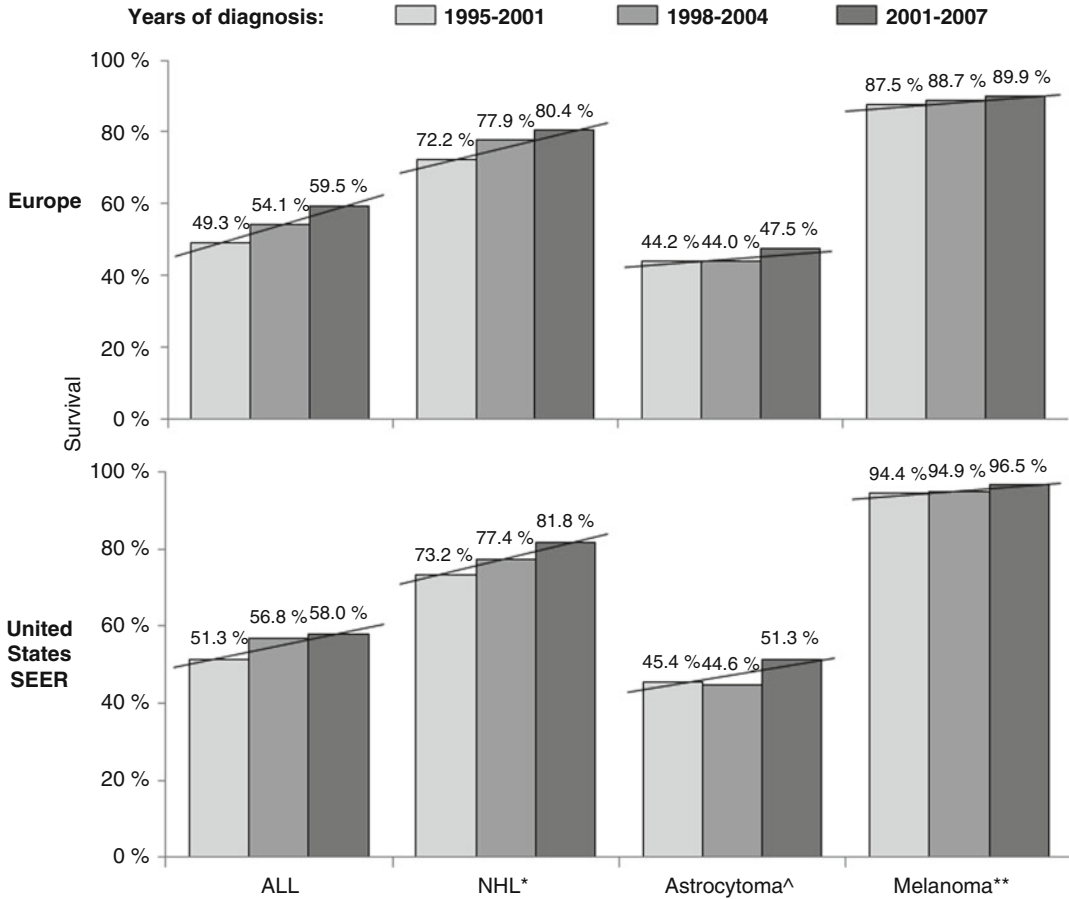 Years of diagnosis: 1995-2001 1998-2004 2001-2007
Europe
Survival
100 %
80 %
60 %
40 %
20 %
0 %
49.3 % 54.1 % 59.5 %
72.2 % 77.9 % 80.4 %
44.2 % 44.0 % 47.5 %
87.5 % 88.7 % 89.9 %
United
States
SEER
100 %
80 %
60 %
40 %
20 %
0 %
51.3 % 56.8 % 58.0 %
73.2 % 77.4 % 81.8 %
45.4 % 44.6 % 51.3 %
94.4 % 94.9 % 96.5 %
ALL NHL* Astrocytoma^ Melanoma**